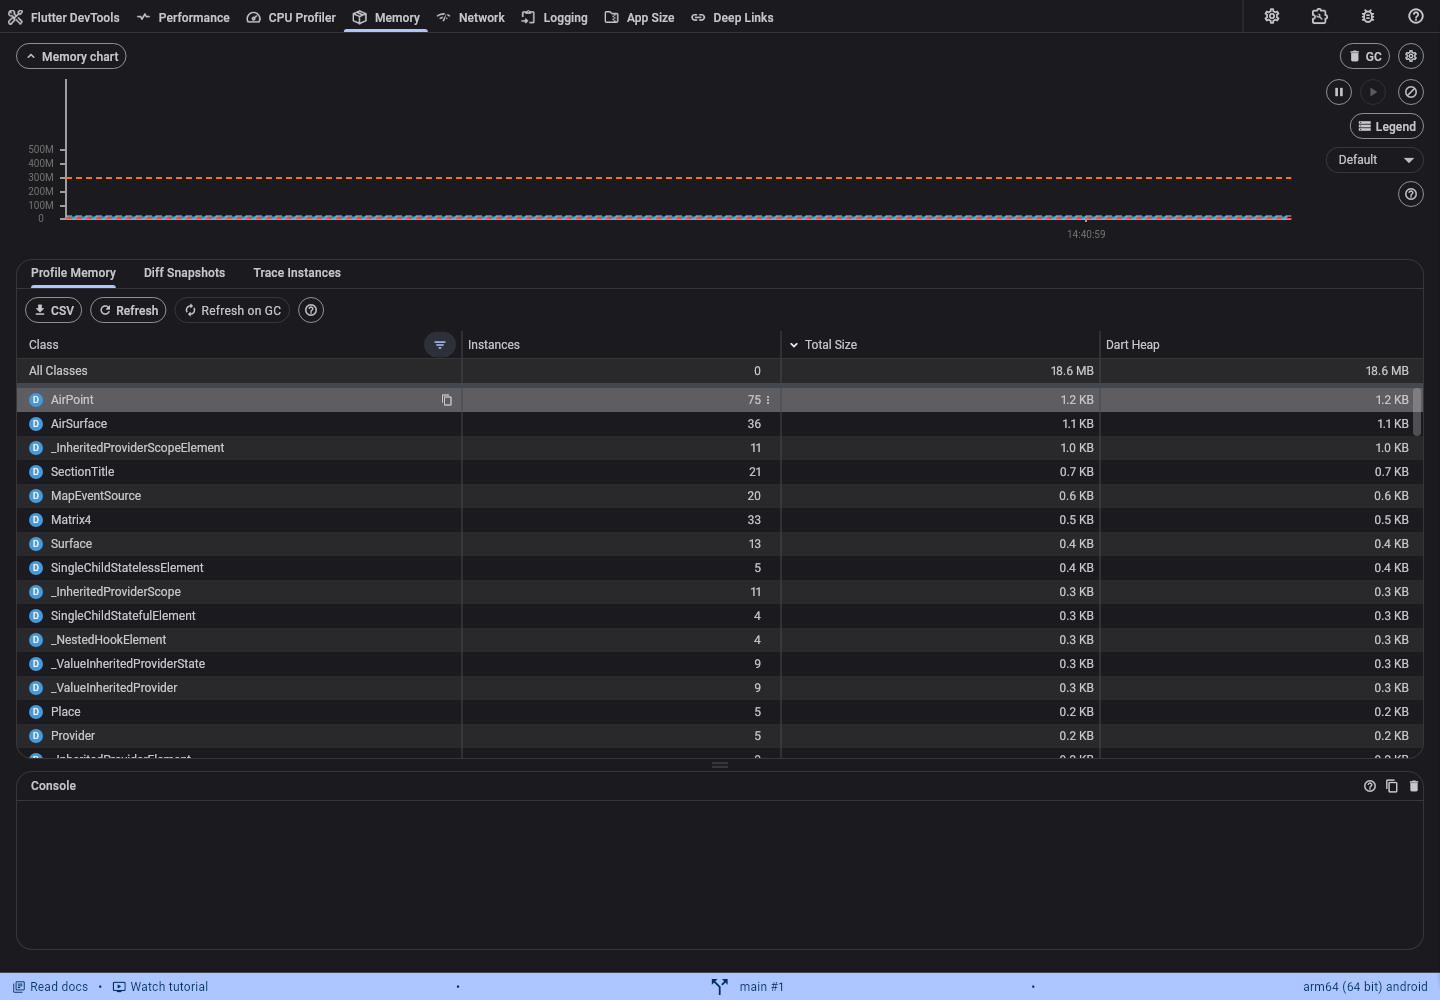 Flutter DevTools Performance CPU Profiler Memory Network Logging App Size Deep Links
Memory chart GC
Legend
Default
500M
400M
300M
200M
100M
0
14:40:59
Profile Memory Diff Snapshots Trace Instances
CSV Refresh Refresh on GC
Class Instances Total Size Dart Heap
All Classes 0 18.6 MB 18.6 MB
D AirPoint 75 1.2 KB 1.2 KB
D AirSurface 36 1.1 KB 1.1 KB
D _InheritedProviderScopeElement 11 1.0 KB 1.0 KB
D SectionTitle 21 0.7 KB 0.7 KB
D MapEventSource 20 0.6 KB 0.6 KB
D Matrix4 33 0.5 KB 0.5 KB
D Surface 13 0.4 KB 0.4 KB
D SingleChildStatelessElement 5 0.4 KB 0.4 KB
D _InheritedProviderScope 11 0.3 KB 0.3 KB
D SingleChildStatefulElement 4 0.3 KB 0.3 KB
D _NestedHookElement 4 0.3 KB 0.3 KB
D _ValueInheritedProviderState 9 0.3 KB 0.3 KB
D _ValueInheritedProvider 9 0.3 KB 0.3 KB
D Place 5 0.2 KB 0.2 KB
D Provider 5 0.2 KB 0.2 KB
Console
Read docs • Watch tutorial • main #1 • arm64 (64 bit) android